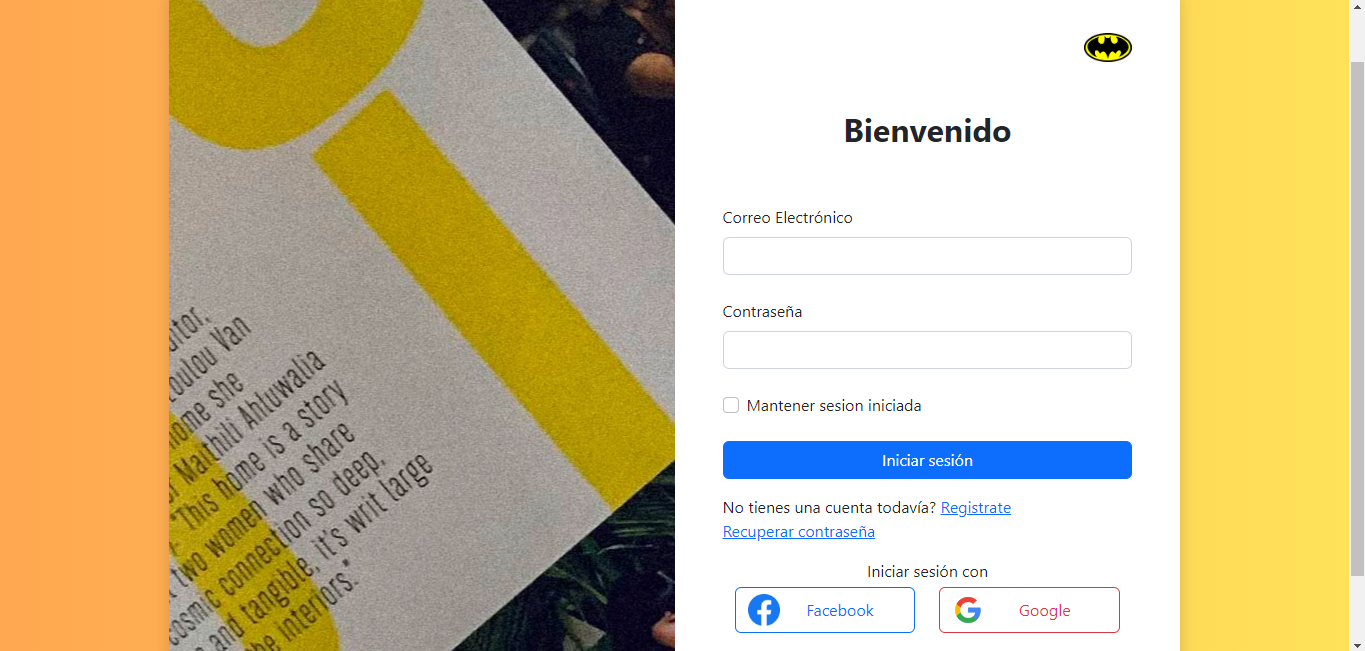 Bienvenido
Correo Electrónico
Contraseña
Mantener sesion iniciada
Iniciar sesión
No tienes una cuenta todavía? Registrate
Recuperar contraseña
Iniciar sesión con
Facebook
Google
Loulou Van
home she
Maithili Ahluwalia
"This home is a story
two women who share
cosmic connection so deep,
and tangible, it's writ large
the interiors."